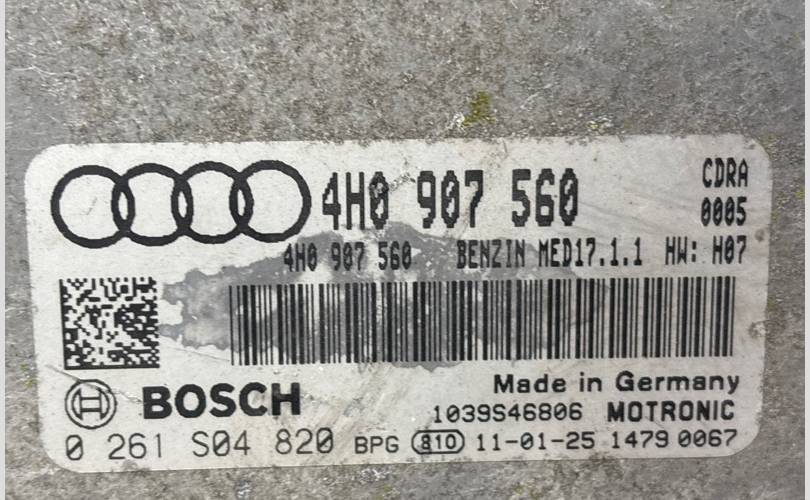 4H0 907 560 CDRA
0005
4H0 907 560 BENZIN MED17.1.1 HW: H07
Made in Germany
BOSCH 1039S46806 MOTRONIC
0 261 S04 820 BPG 810 11-01-25 1479 0067